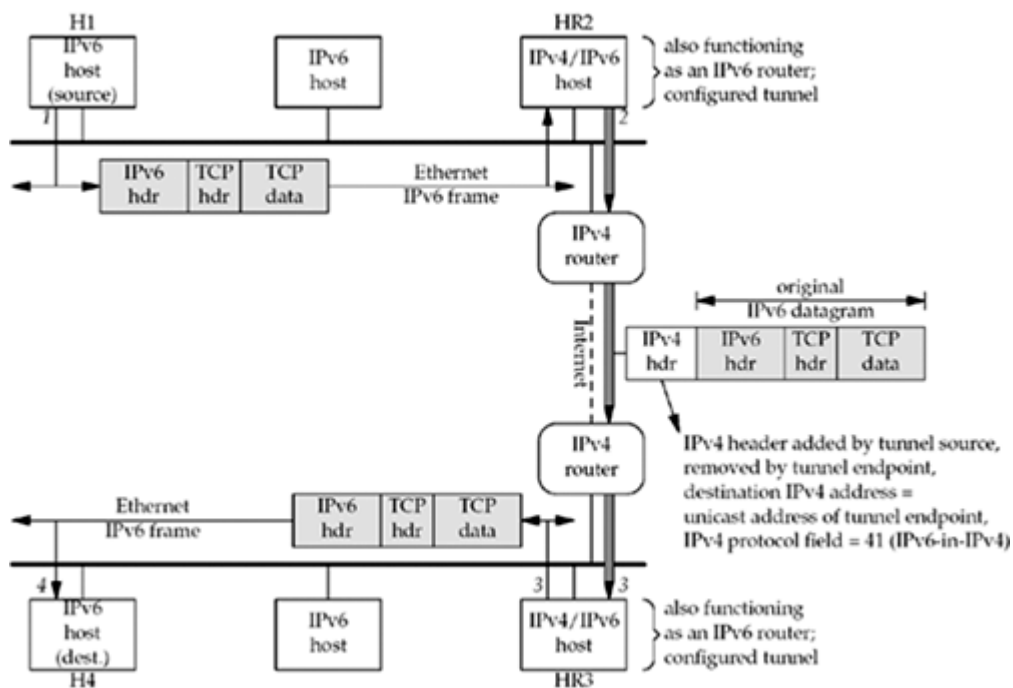 H1
HR2
IPv6
host
(source)
IPv6
host
IPv4/IPv6
host
also functioning
as an IPv6 router;
configured tunnel
1
2
IPv6
hdr
TCP
hdr
TCP
data
Ethernet
IPv6 frame
IPv4
router
Internet
original
IPv6 datagram
IPv4
hdr
IPv6
hdr
TCP
hdr
TCP
data
IPv4
router
IPv4 header added by tunnel source,
removed by tunnel endpoint,
destination IPv4 address =
unicast address of tunnel endpoint,
IPv4 protocol field = 41 (IPv6-in-IPv4)
Ethernet
IPv6 frame
IPv6
hdr
TCP
hdr
TCP
data
4
3
3
IPv6
host
(dest.)
IPv6
host
IPv4/IPv6
host
also functioning
as an IPv6 router;
configured tunnel
H4
HR3